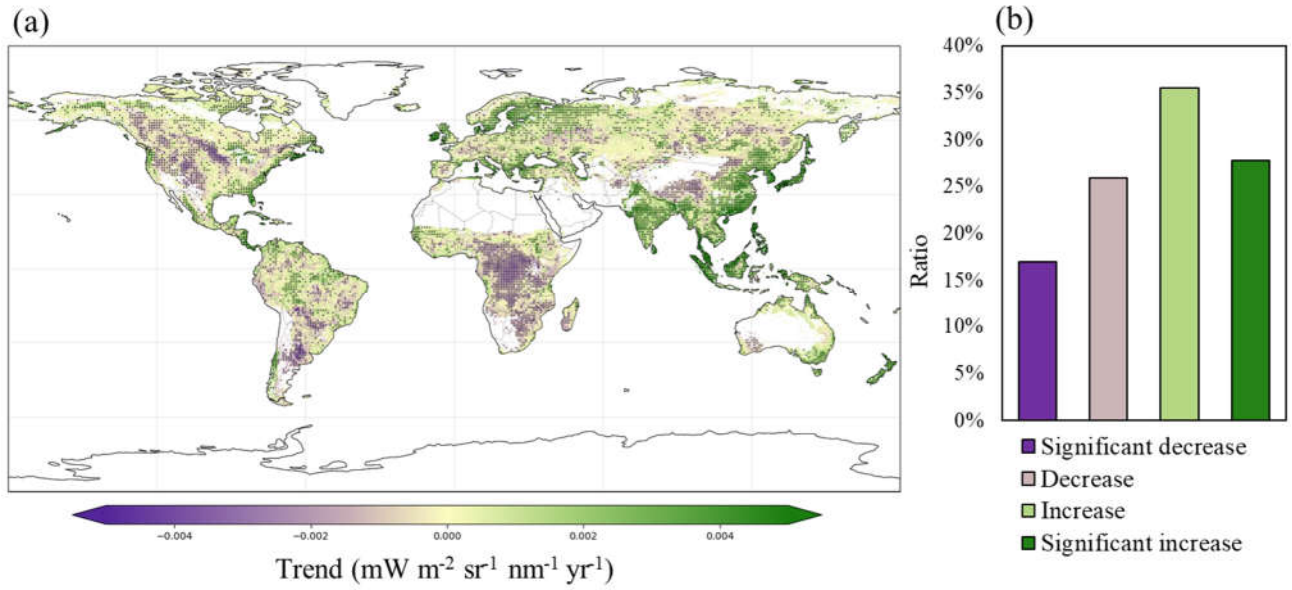 (a)
(b)
40%
35%
30%
25%
20%
15%
10%
5%
0%
Ratio
Significant decrease
Decrease
Increase
Significant increase
-0.004 -0.002 0.000 0.002 0.004
Trend (mW m-2 sr-1 nm-1 yr-1)